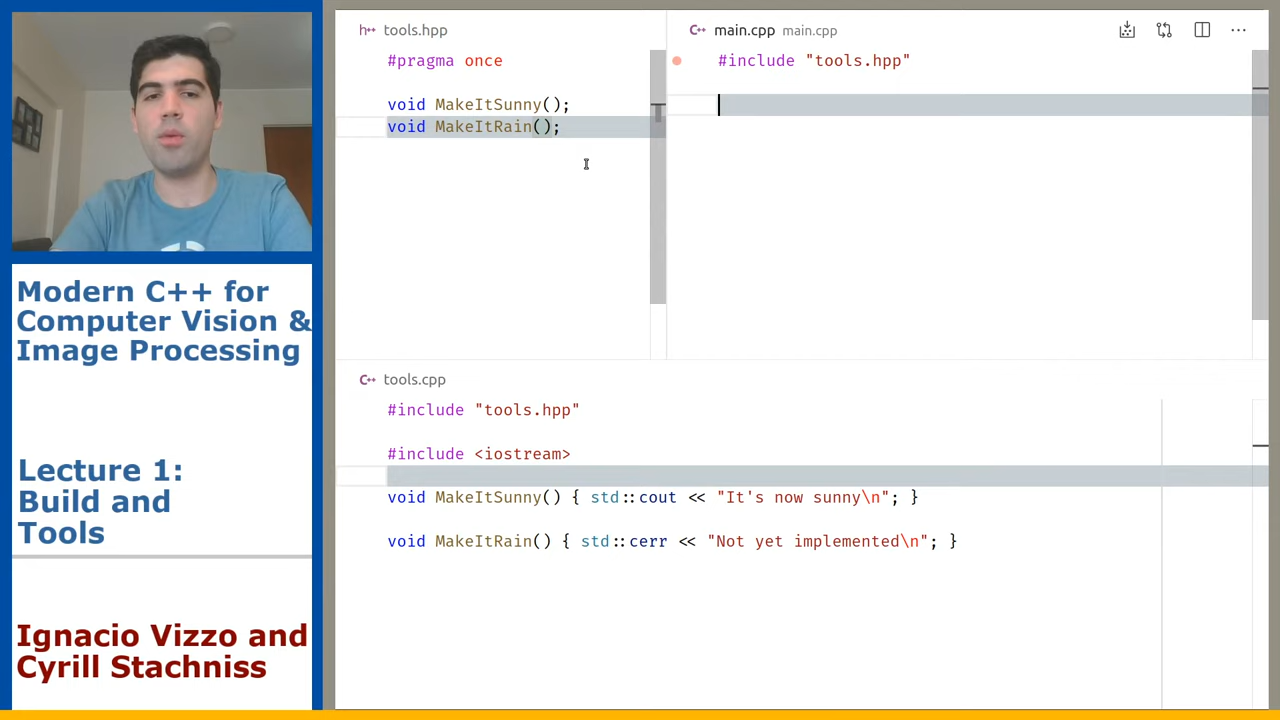 Modern C++ for
Computer Vision &
Image Processing
Lecture 1:
Build and
Tools
Ignacio Vizzo and
Cyrill Stachniss
h++ tools.hpp
#pragma once
void MakeItSunny();
void MakeItRain();
C++ main.cpp main.cpp
#include "tools.hpp"
C++ tools.cpp
#include "tools.hpp"
#include <iostream>
void MakeItSunny() { std::cout << "It's now sunny\n"; }
void MakeItRain() { std::cerr << "Not yet implemented\n"; }